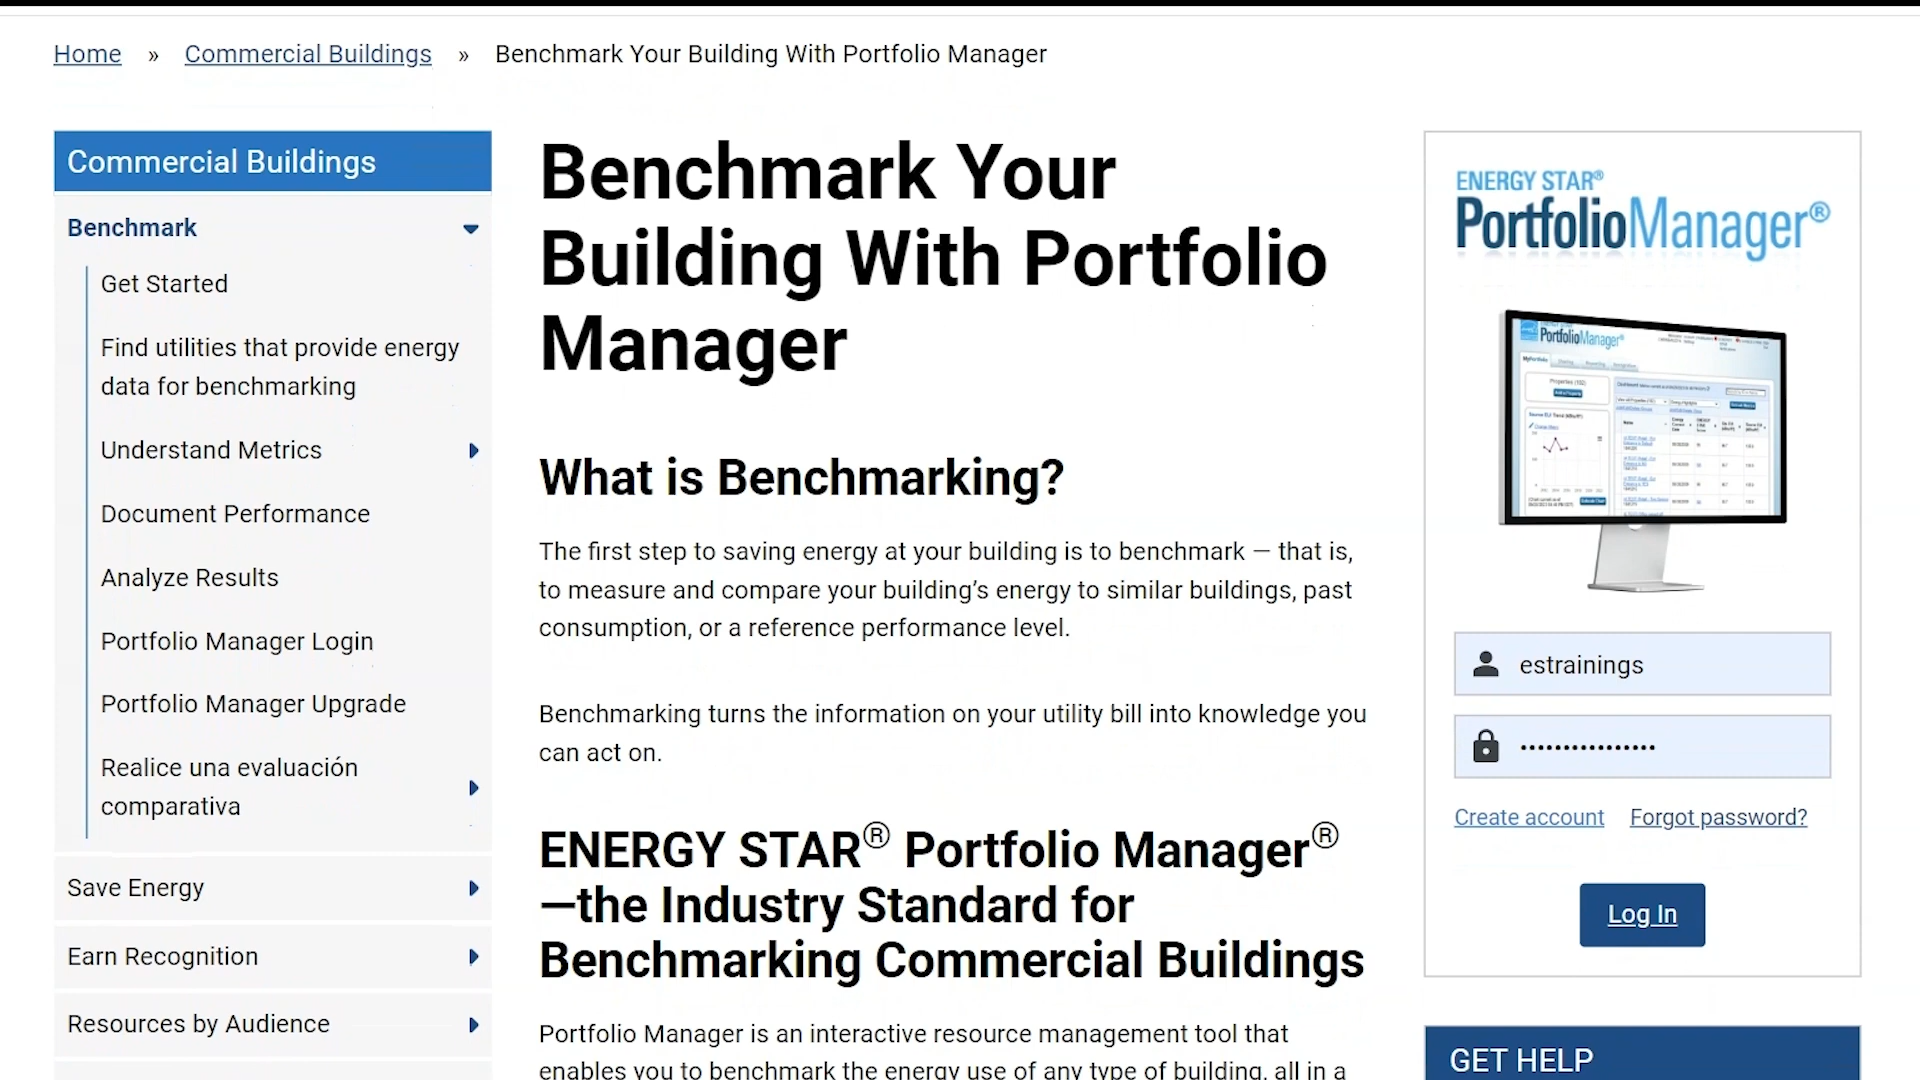 Home » Commercial Buildings » Benchmark Your Building With Portfolio Manager
Commercial Buildings
Benchmark
Get Started
Find utilities that provide energy
data for benchmarking
Understand Metrics
Document Performance
Analyze Results
Portfolio Manager Login
Portfolio Manager Upgrade
Realice una evaluación
comparativa
Save Energy
Earn Recognition
Resources by Audience
Benchmark Your
Building With Portfolio
Manager
What is Benchmarking?
The first step to saving energy at your building is to benchmark — that is,
to measure and compare your building’s energy to similar buildings, past
consumption, or a reference performance level.
Benchmarking turns the information on your utility bill into knowledge you
can act on.
ENERGY STAR® Portfolio Manager®
—the Industry Standard for
Benchmarking Commercial Buildings
Portfolio Manager is an interactive resource management tool that
enables you to benchmark the energy use of any type of building, all in a
ENERGY STAR®
PortfolioManager®
PortfolioManager®
Properties (102)
estrainings
••••••••••••••••
Create account Forgot password?
Log In
GET HELP